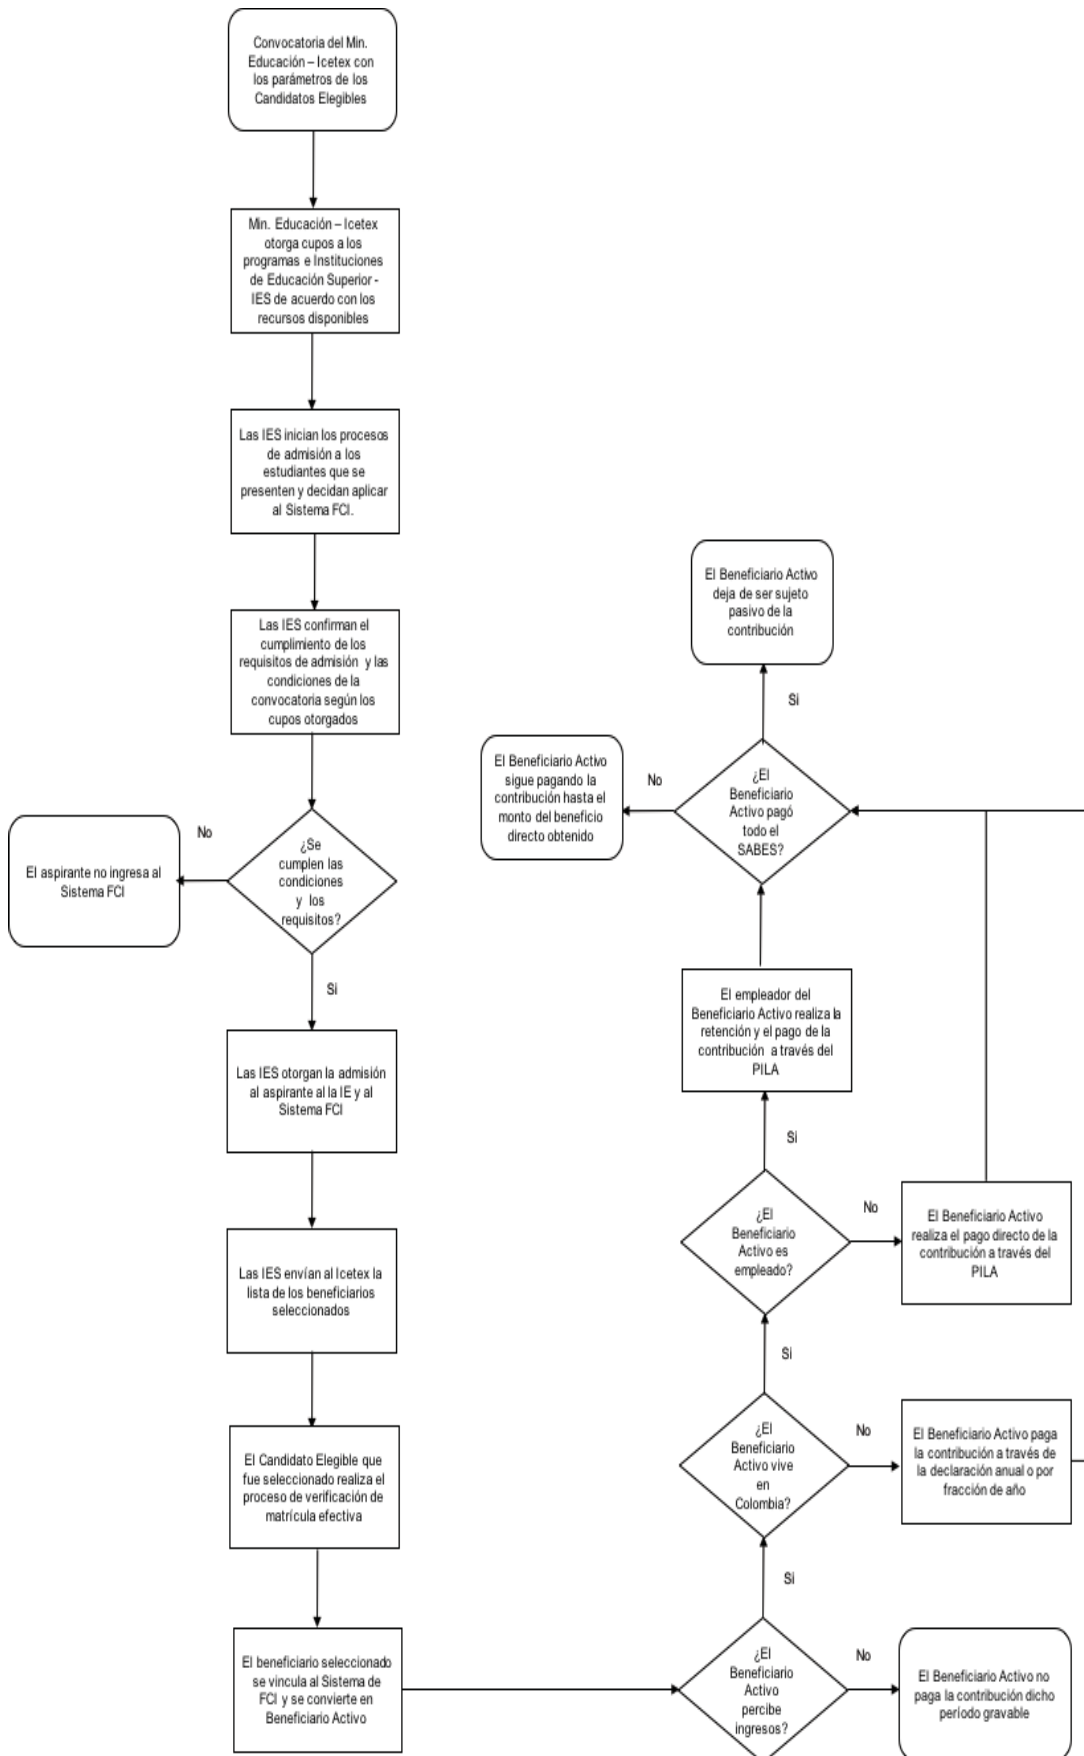 Convocatoria del Min.
Educación – Icetex con
los parámetros de los
Candidatos Elegibles
Min. Educación – Icetex
otorga cupos a los
programas e Instituciones
de Educación Superior -
IES de acuerdo con los
recursos disponibles
Las IES inician los procesos
de admisión a los
estudiantes que se
presenten y decidan aplicar
al Sistema FCI.
Las IES confirman el
cumplimiento de los
requisitos de admisión y las
condiciones de la
convocatoria según los
cupos otorgados
¿Se
cumplen las
condiciones
y los
requisitos?
No
El aspirante no ingresa al
Sistema FCI
Si
Las IES otorgan la admisión
al aspirante al la IE y al
Sistema FCI
Las IES envían al Icetex la
lista de los beneficiarios
seleccionados
El Candidato Elegible que
fue seleccionado realiza el
proceso de verificación de
matrícula efectiva
El beneficiario seleccionado
se vincula al Sistema de
FCI y se convierte en
Beneficiario Activo
¿El
Beneficiario
Activo
percibe
ingresos?
No
El Beneficiario Activo no
paga la contribución dicho
período gravable
Si
¿El
Beneficiario
Activo vive
en
Colombia?
No
El Beneficiario Activo paga
la contribución a través de
la declaración anual o por
fracción de año
Si
¿El
Beneficiario
Activo es
empleado?
No
El Beneficiario Activo
realiza el pago directo de la
contribución a través del
PILA
Si
El empleador del
Beneficiario Activo realiza la
retención y el pago de la
contribución a través del
PILA
¿El
Beneficiario
Activo pagó
todo el
SABES?
No
El Beneficiario Activo
sigue pagando la
contribución hasta el
monto del beneficio
directo obtenido
Si
El Beneficiario Activo
deja de ser sujeto
pasivo de la
contribución